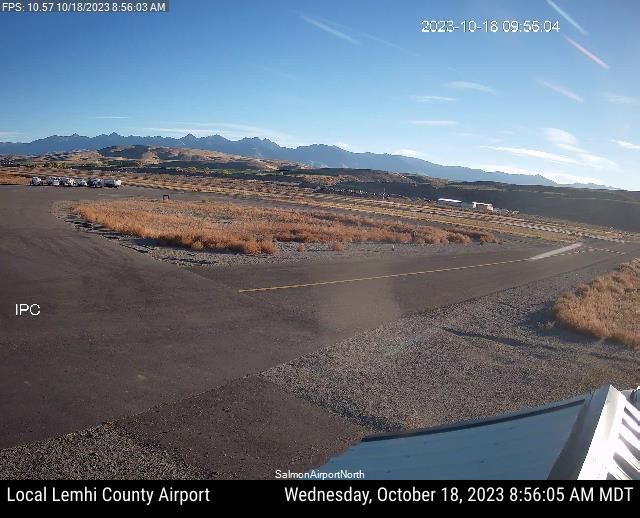 FPS: 10.57 10/18/2023 8:56:03 AM
2023-10-18 09:55:04
IPC
SalmonAirportNorth
Local Lemhi County Airport
Wednesday, October 18, 2023 8:56:05 AM MDT